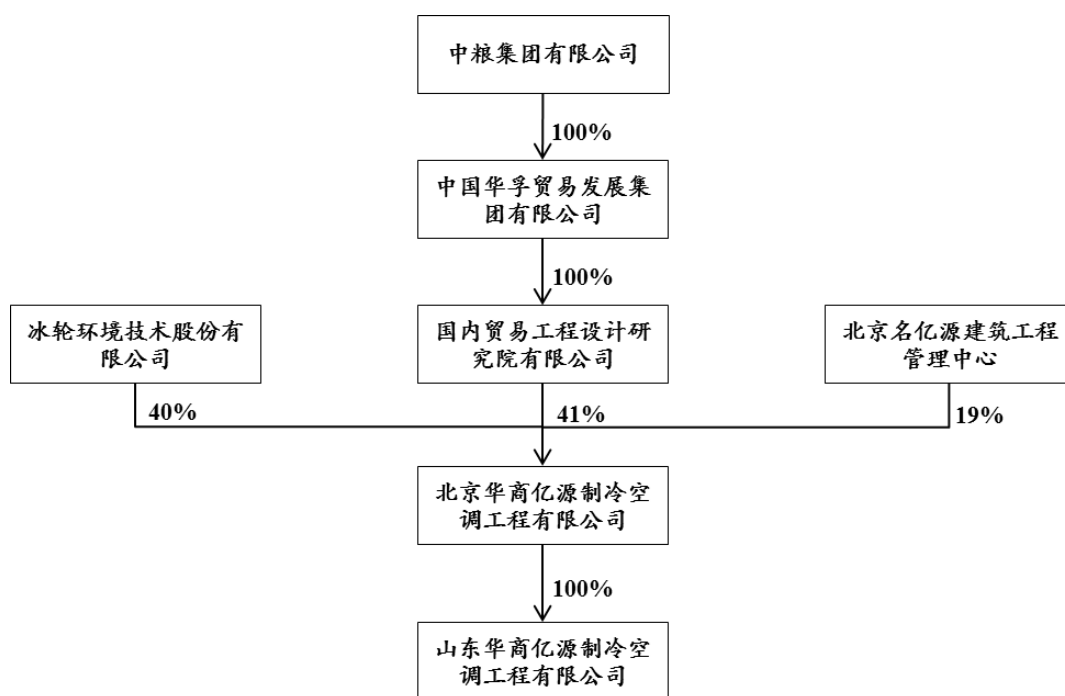 中粮集团有限公司
100%
中国华孚贸易发展集
团有限公司
100%
冰轮环境技术股份有
限公司
国内贸易工程设计研
究院有限公司
北京名亿源建筑工程
管理中心
40%
41%
19%
北京华商亿源制冷空
调工程有限公司
100%
山东华商亿源制冷空
调工程有限公司